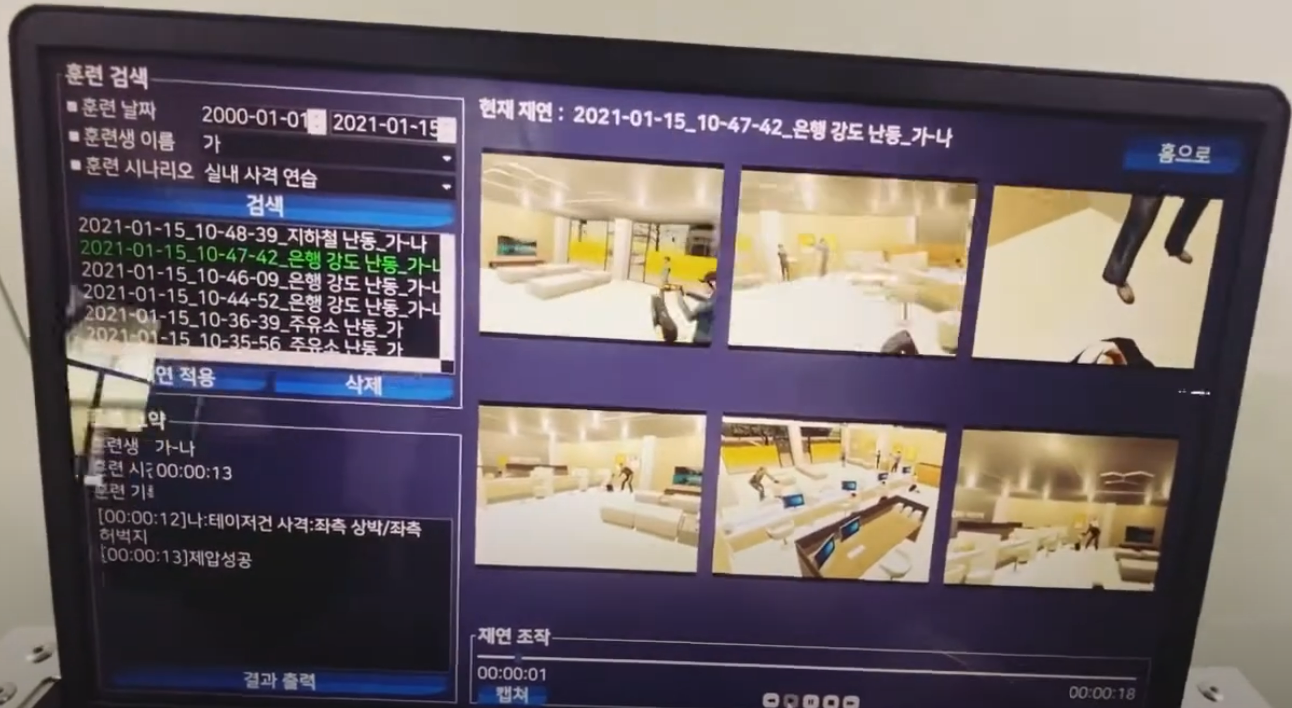 훈련 검색
훈련 날짜 2000-01-01 2021-01-15
훈련생 이름 가
훈련 시나리오 실내 사격 연습
검색
2021-01-15_10-48-39_지하철 난동_가-나
2021-01-15_10-47-42_은행 강도 난동_가-
2021-01-15_10-46-09_은행 강도 난동_가-
2021-01-15_10-44-52_은행 강도 난동_가-
2021-01-15_10-36-39_주유소 난동_가
2021-01-15_10-35-56_주유소 난동_가
적용 삭제
가-나
00:00:13
[00:00:12]나:테이저건 사격:좌측 상박/좌측
허벅지
[00:00:13]제압성공
결과 출력
현재 재연 : 2021-01-15_10-47-42_은행 강도 난동_가-나
홈으로
재연 조작
00:00:01
00:00:18
캡쳐